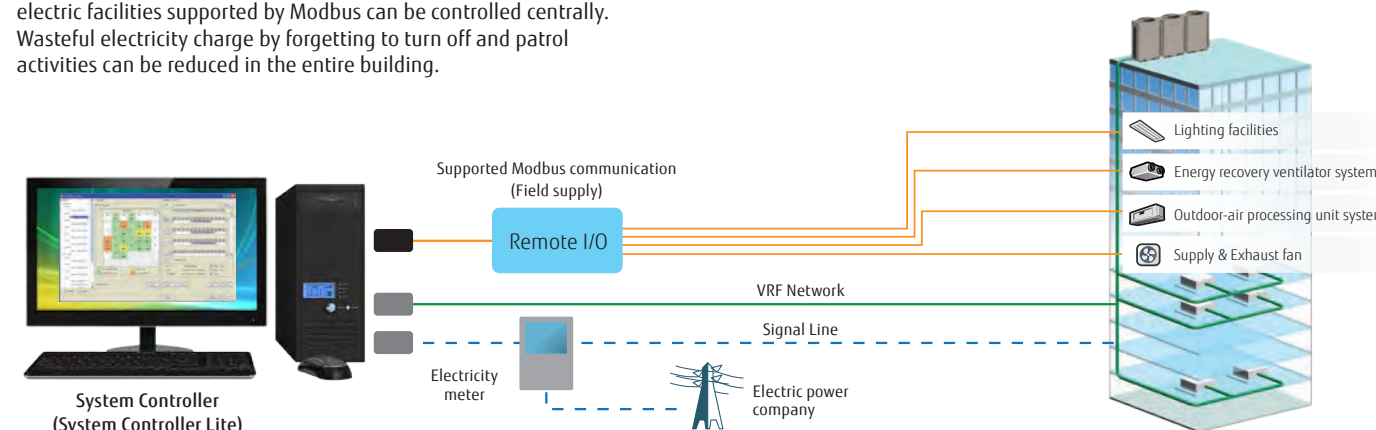 electric facilities supported by Modbus can be controlled centrally.
Wasteful electricity charge by forgetting to turn off and patrol
activities can be reduced in the entire building.
Lighting facilities
Supported Modbus communication
(Field supply)
Energy recovery ventilator system
Remote I/O
Outdoor-air processing unit system
Supply & Exhaust fan
VRF Network
Signal Line
Electricity
meter
Electric power
company
System Controller
(System Controller Lite)